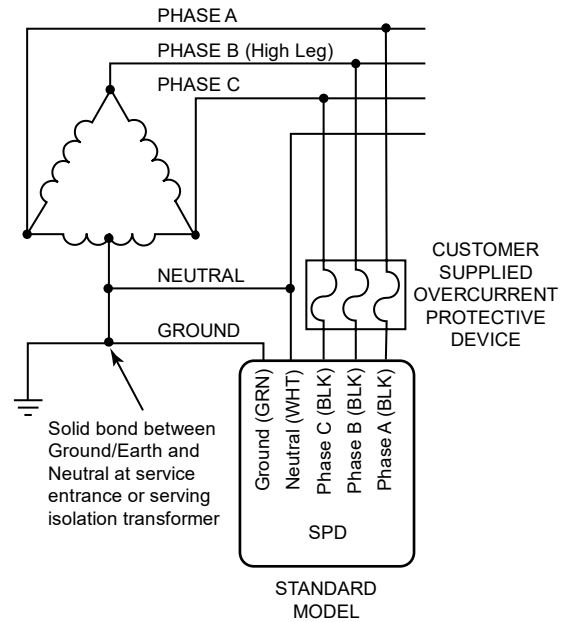 PHASE A
PHASE B (High Leg)
PHASE C
NEUTRAL
GROUND
CUSTOMER
SUPPLIED
OVERCURRENT
PROTECTIVE
DEVICE
Solid bond between
Ground/Earth and
Neutral at service
entrance or serving
isolation transformer
Ground (GRN)
Neutral (WHT)
Phase C (BLK)
Phase B (BLK)
Phase A (BLK)
SPD
STANDARD
MODEL